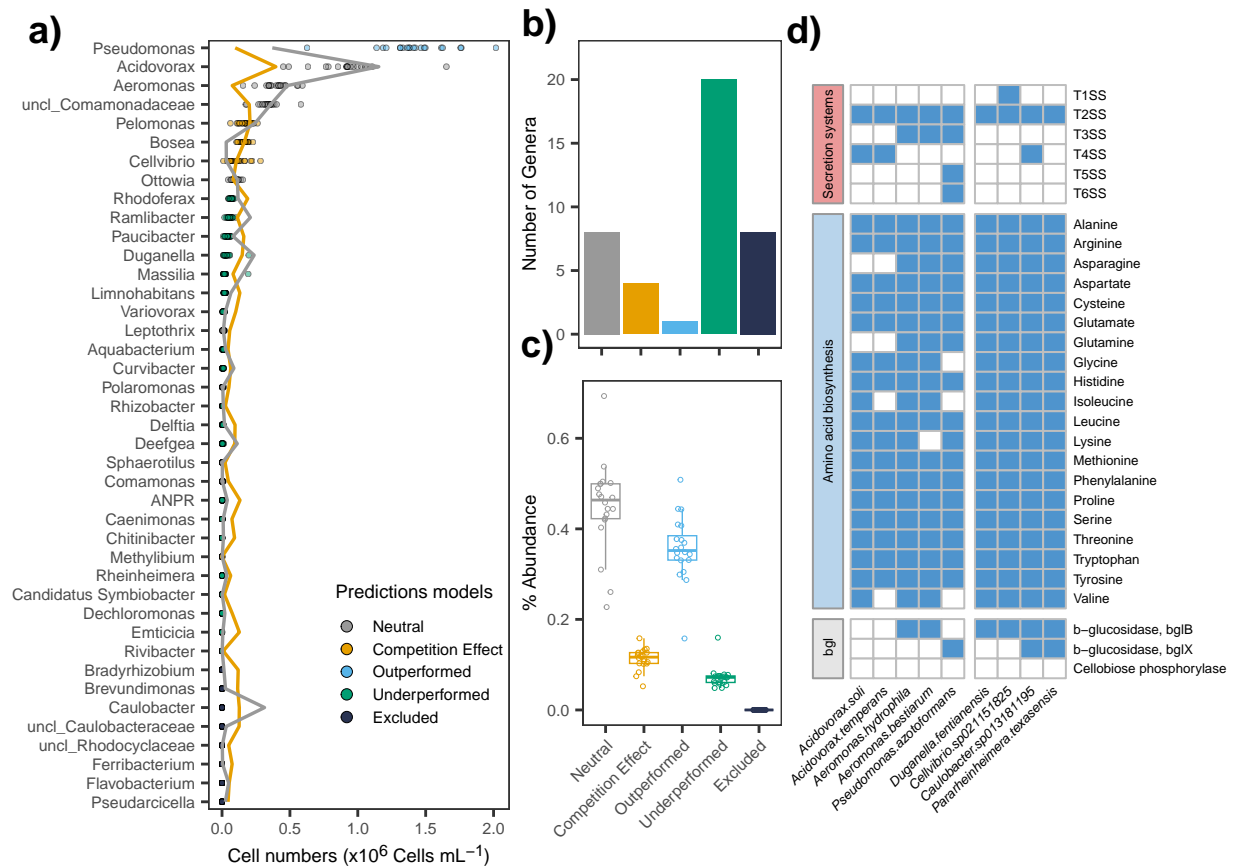 a)
Pseudomonas
Acidovorax
Aeromonas
uncl_Comamonadaceae
Pelomonas
Bosea
Cellvibrio
Ottowia
Rhodoferax
Ramlibacter
Paucibacter
Duganella
Massilia
Limnohabitans
Variovorax
Leptothrix
Aquabacterium
Curvibacter
Polaromonas
Rhizobacter
Delftia
Deefgea
Sphaerotilus
Comamonas
ANPR
Caenimonas
Chitinibacter
Methylibium
Rheinheimera
Candidatus Symbiobacter
Dechloromonas
Emticicia
Rivibacter
Bradyrhizobium
Brevundimonas
Caulobacter
uncl_Caulobacteraceae
uncl_Rhodocyclaceae
Ferribacterium
Flavobacterium
Pseudarcicella
0.0 0.5 1.0 1.5 2.0
Cell numbers (x10⁶ Cells mL⁻¹)
Predictions models
Neutral
Competition Effect
Outperformed
Underperformed
Excluded
b)
Number of Genera
20
15
10
5
0
c)
% Abundance
0.6
0.4
0.2
0.0
Neutral
Competition Effect
Outperformed
Underperformed
Excluded
d)
Secretion systems
T1SS
T2SS
T3SS
T4SS
T5SS
T6SS
Amino acid biosynthesis
Alanine
Arginine
Asparagine
Aspartate
Cysteine
Glutamate
Glutamine
Glycine
Histidine
Isoleucine
Leucine
Lysine
Methionine
Phenylalanine
Proline
Serine
Threonine
Tryptophan
Tyrosine
Valine
bgl
b−glucosidase, bglB
b−glucosidase, bglX
Cellobiose phosphorylase
Acidovorax.soli
Acidovorax.temperans
Aeromonas.hydrophila
Aeromonas.bestiarum
Pseudomonas.azotoformans
Duganella.fentianensis
Cellvibrio.sp021151825
Caulobacter.sp013181195
Pararheinheimera.texasensis